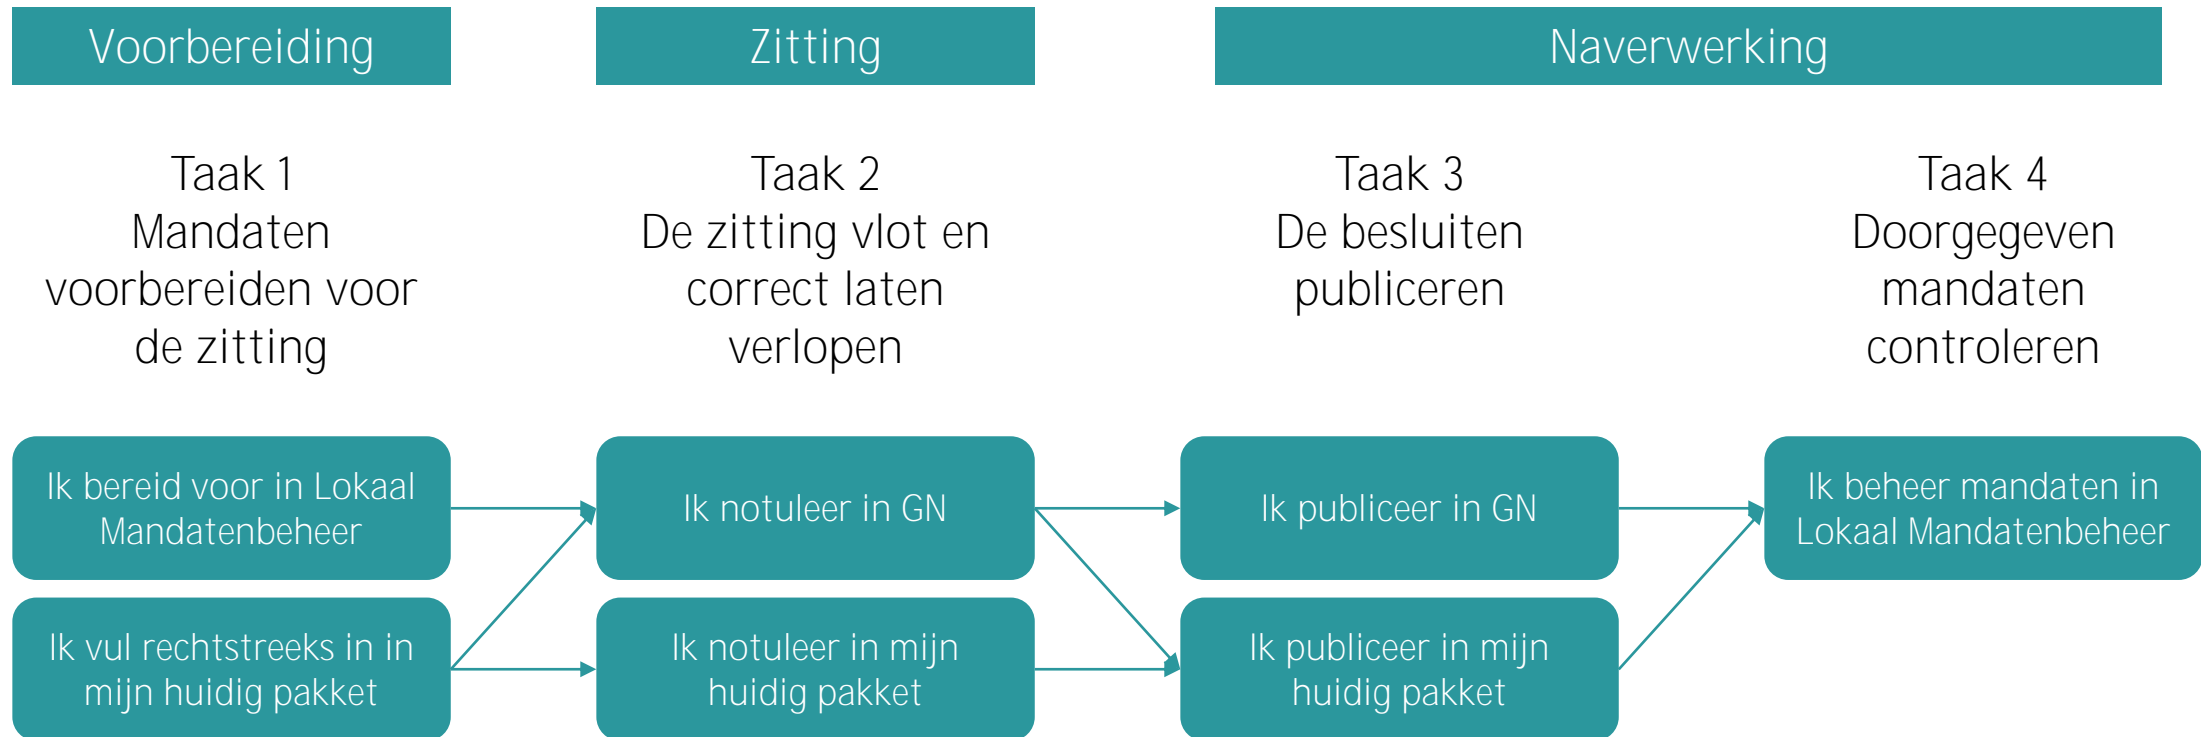 Voorbereiding
Zitting
Naverwerking
Taak 1
Mandaten
voorbereiden voor
de zitting
Taak 2
De zitting vlot en
correct laten
verlopen
Taak 3
De besluiten
publiceren
Taak 4
Doorgegeven
mandaten
controleren
Ik bereid voor in Lokaal
Mandatenbeheer
Ik notuleer in GN
Ik publiceer in GN
Ik beheer mandaten in
Lokaal Mandatenbeheer
Ik vul rechtstreeks in in
mijn huidig pakket
Ik notuleer in mijn
huidig pakket
Ik publiceer in mijn
huidig pakket